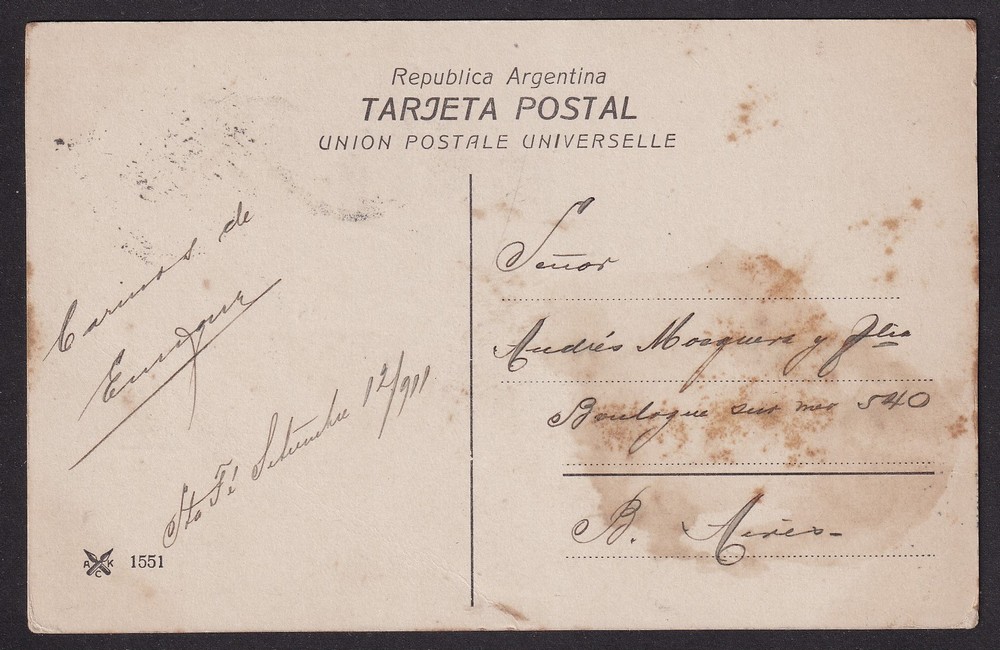 Republica Argentina
TARJETA POSTAL
UNION POSTALE UNIVERSELLE
Cariños de
Enrique
Sta Fé Setiembre 12/911
Señor
Andrés Mosquera y Flia
Boulogne sur mer 540
B. Aires-
A C K
1551